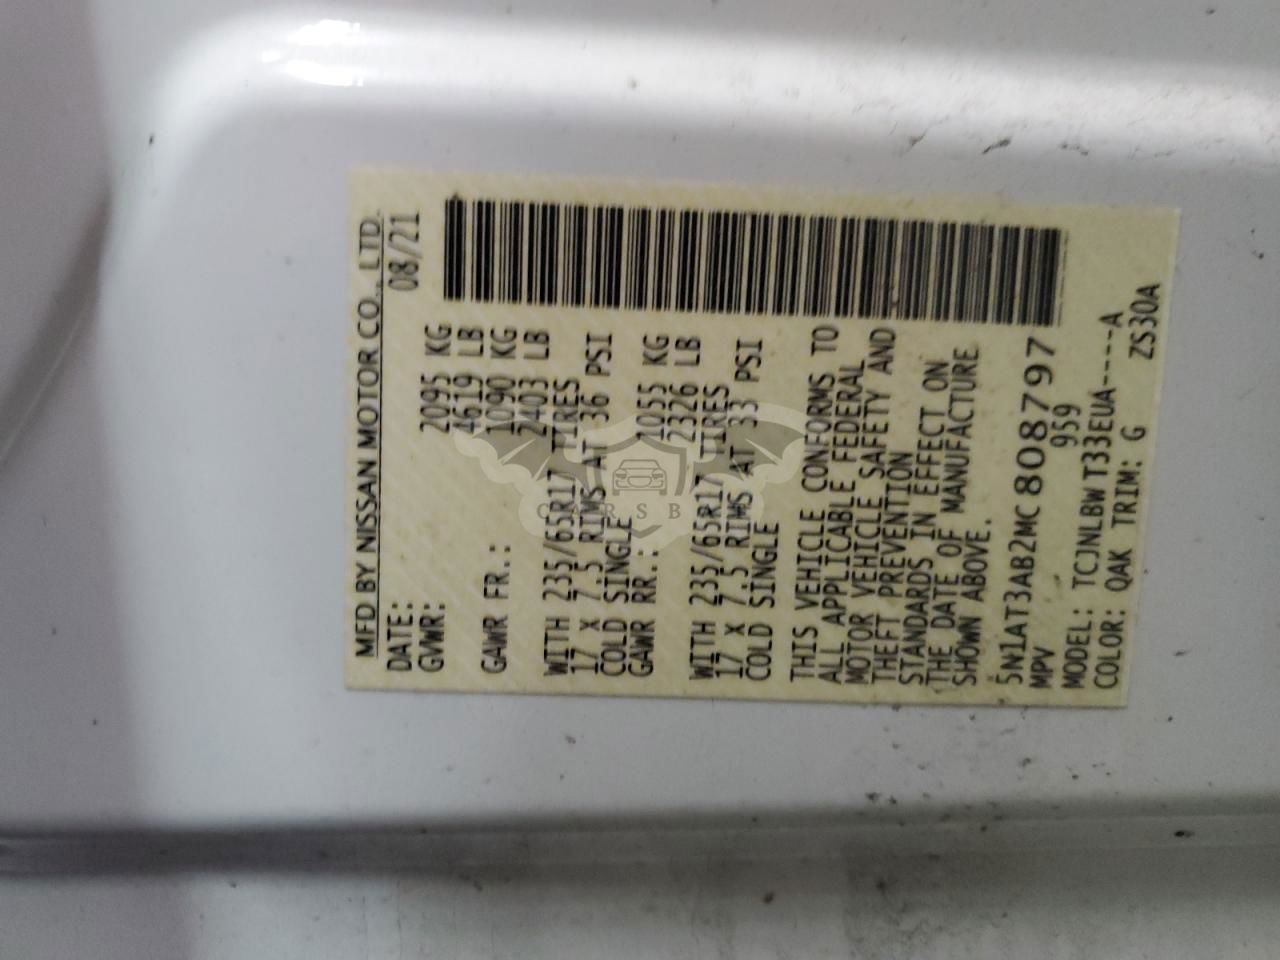 MFD BY NISSAN MOTOR CO., LTD.
DATE: 08/21
GVWR: 2095 KG
4619 LB
GAWR FR.: 1090 KG
2403 LB
WITH 235/65R17 TIRES
17 x 7.5 RIMS AT 36 PSI
COLD SINGLE
GAWR RR.: 1055 KG
2326 LB
WITH 235/65R17 TIRES
17 x 7.5 RIMS AT 33 PSI
COLD SINGLE
THIS VEHICLE CONFORMS TO
ALL APPLICABLE FEDERAL
MOTOR VEHICLE SAFETY AND
THEFT PREVENTION
STANDARDS IN EFFECT ON
THE DATE OF MANUFACTURE
SHOWN ABOVE.
5N1AT3AB2MC808797
MPV 959
MODEL: TCJNLBWT33EUA----A
COLOR: QAK TRIM: G ZS30A